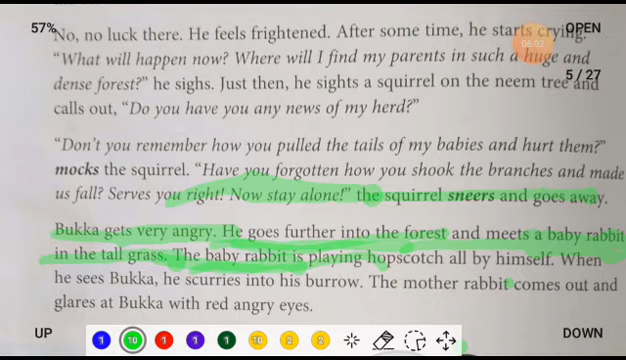 57%
OPEN
06:02
5 / 27
No, no luck there. He feels frightened. After some time, he starts crying.
“What will happen now? Where will I find my parents in such a huge and
dense forest?” he sighs. Just then, he sights a squirrel on the neem tree and
calls out, “Do you have you any news of my herd?”
“Don’t you remember how you pulled the tails of my babies and hurt them?”
mocks the squirrel. “Have you forgotten how you shook the branches and made
us fall? Serves you right! Now stay alone!” the squirrel sneers and goes away.
Bukka gets very angry. He goes further into the forest and meets a baby rabbit
in the tall grass. The baby rabbit is playing hopscotch all by himself. When
he sees Bukka, he scurries into his burrow. The mother rabbit comes out and
glares at Bukka with red angry eyes.
UP
1 10 1 1 1 10 2 2
DOWN